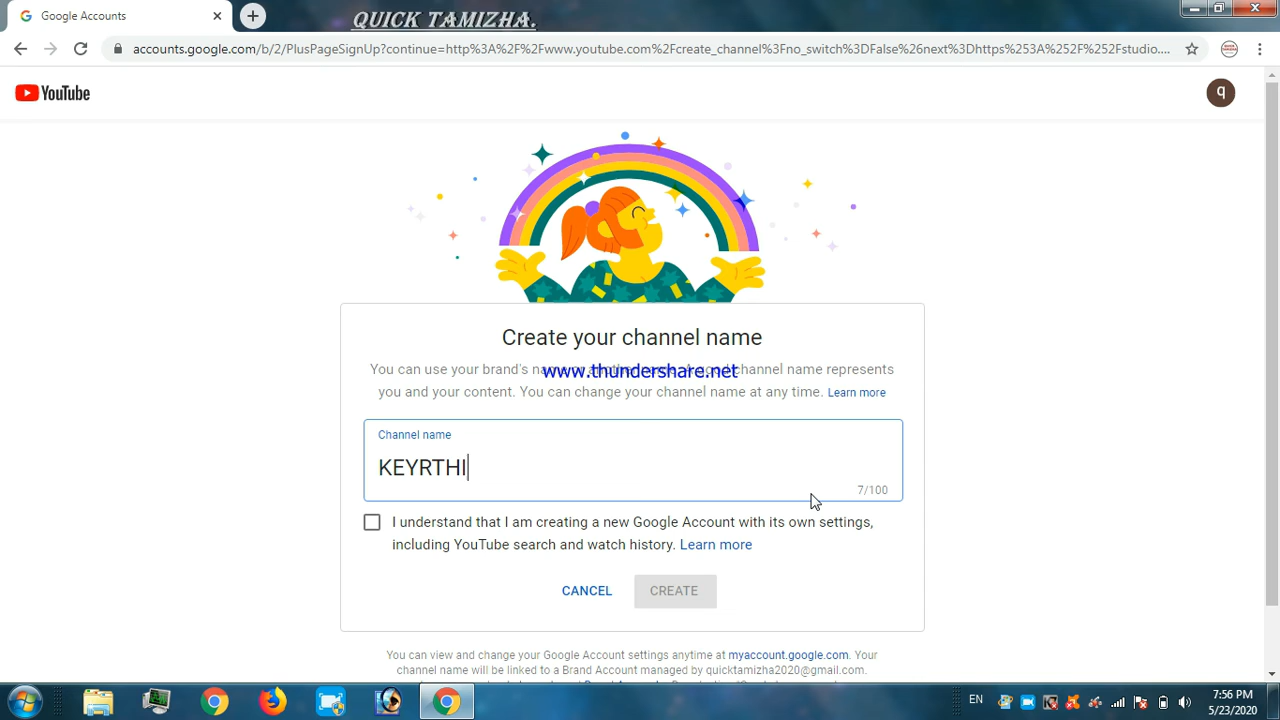 Google Accounts
QUICK TAMIZHA.
accounts.google.com/b/2/PlusPageSignUp?continue=http%3A%2F%2Fwww.youtube.com%2Fcreate_channel%3Fno_switch%3DFalse%26next%3Dhttps%253A%252F%252Fstudio....
YouTube
q
Create your channel name
You can use your brand's channel name represents
www.thundershare.net
you and your content. You can change your channel name at any time. Learn more
Channel name
KEYRTHI
7/100
I understand that I am creating a new Google Account with its own settings,
including YouTube search and watch history. Learn more
CANCEL CREATE
You can view and change your Google Account settings anytime at myaccount.google.com. Your
channel name will be linked to a Brand Account managed by quicktamizha2020@gmail.com.
EN
7:56 PM
5/23/2020